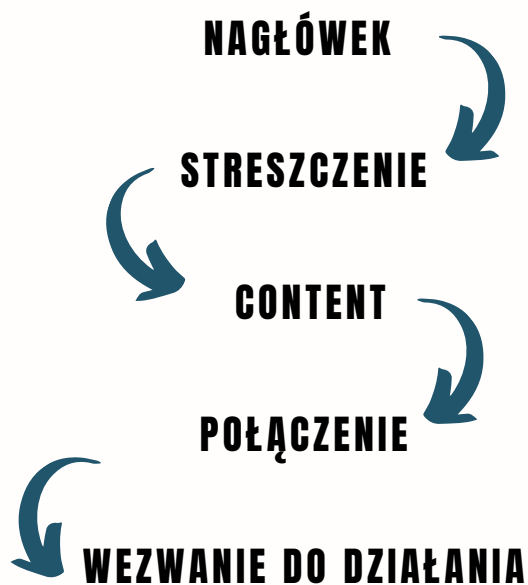 NAGŁÓWEK
STRESZCZENIE
CONTENT
POŁĄCZENIE
WEZWANIE DO DZIAŁANIA